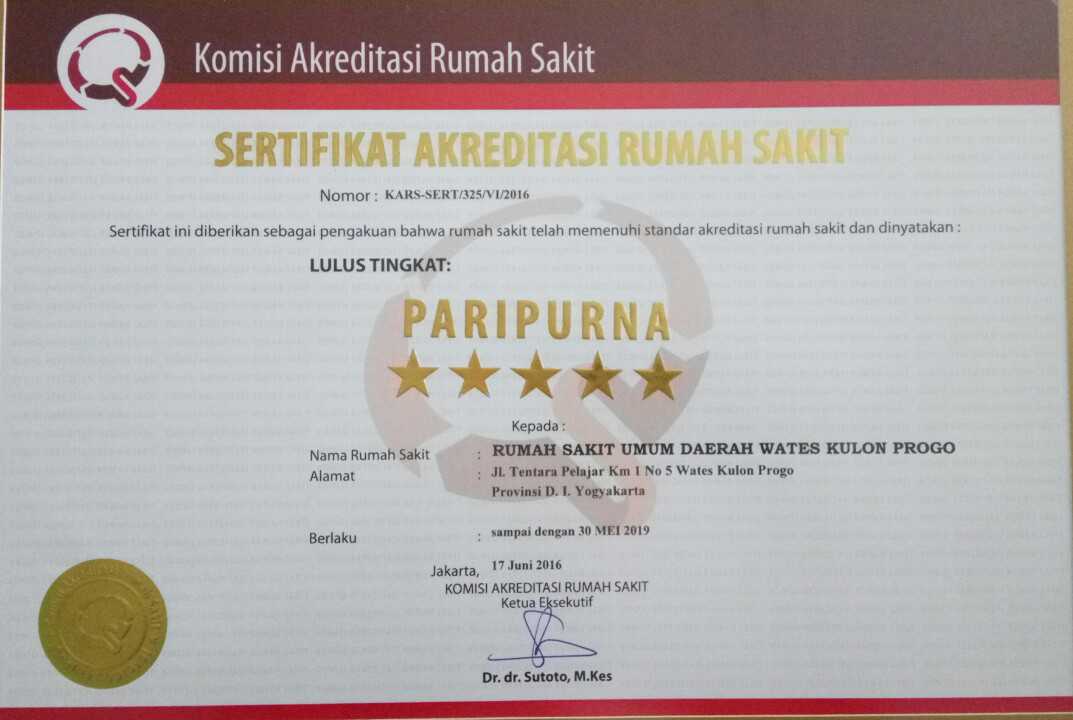 Komisi Akreditasi Rumah Sakit
SERTIFIKAT AKREDITASI RUMAH SAKIT
Nomor : KARS-SERT/325/VI/2016
Sertifikat ini diberikan sebagai pengakuan bahwa rumah sakit telah memenuhi standar akreditasi rumah sakit dan dinyatakan :
LULUS TINGKAT:
PARIPURNA
Kepada :
Nama Rumah Sakit : RUMAH SAKIT UMUM DAERAH WATES KULON PROGO
Alamat : Jl. Tentara Pelajar Km 1 No 5 Wates Kulon Progo
Provinsi D. I. Yogyakarta
Berlaku : sampai dengan 30 MEI 2019
Jakarta, 17 Juni 2016
KOMISI AKREDITASI RUMAH SAKIT
Ketua Eksekutif
Dr. dr. Sutoto, M.Kes